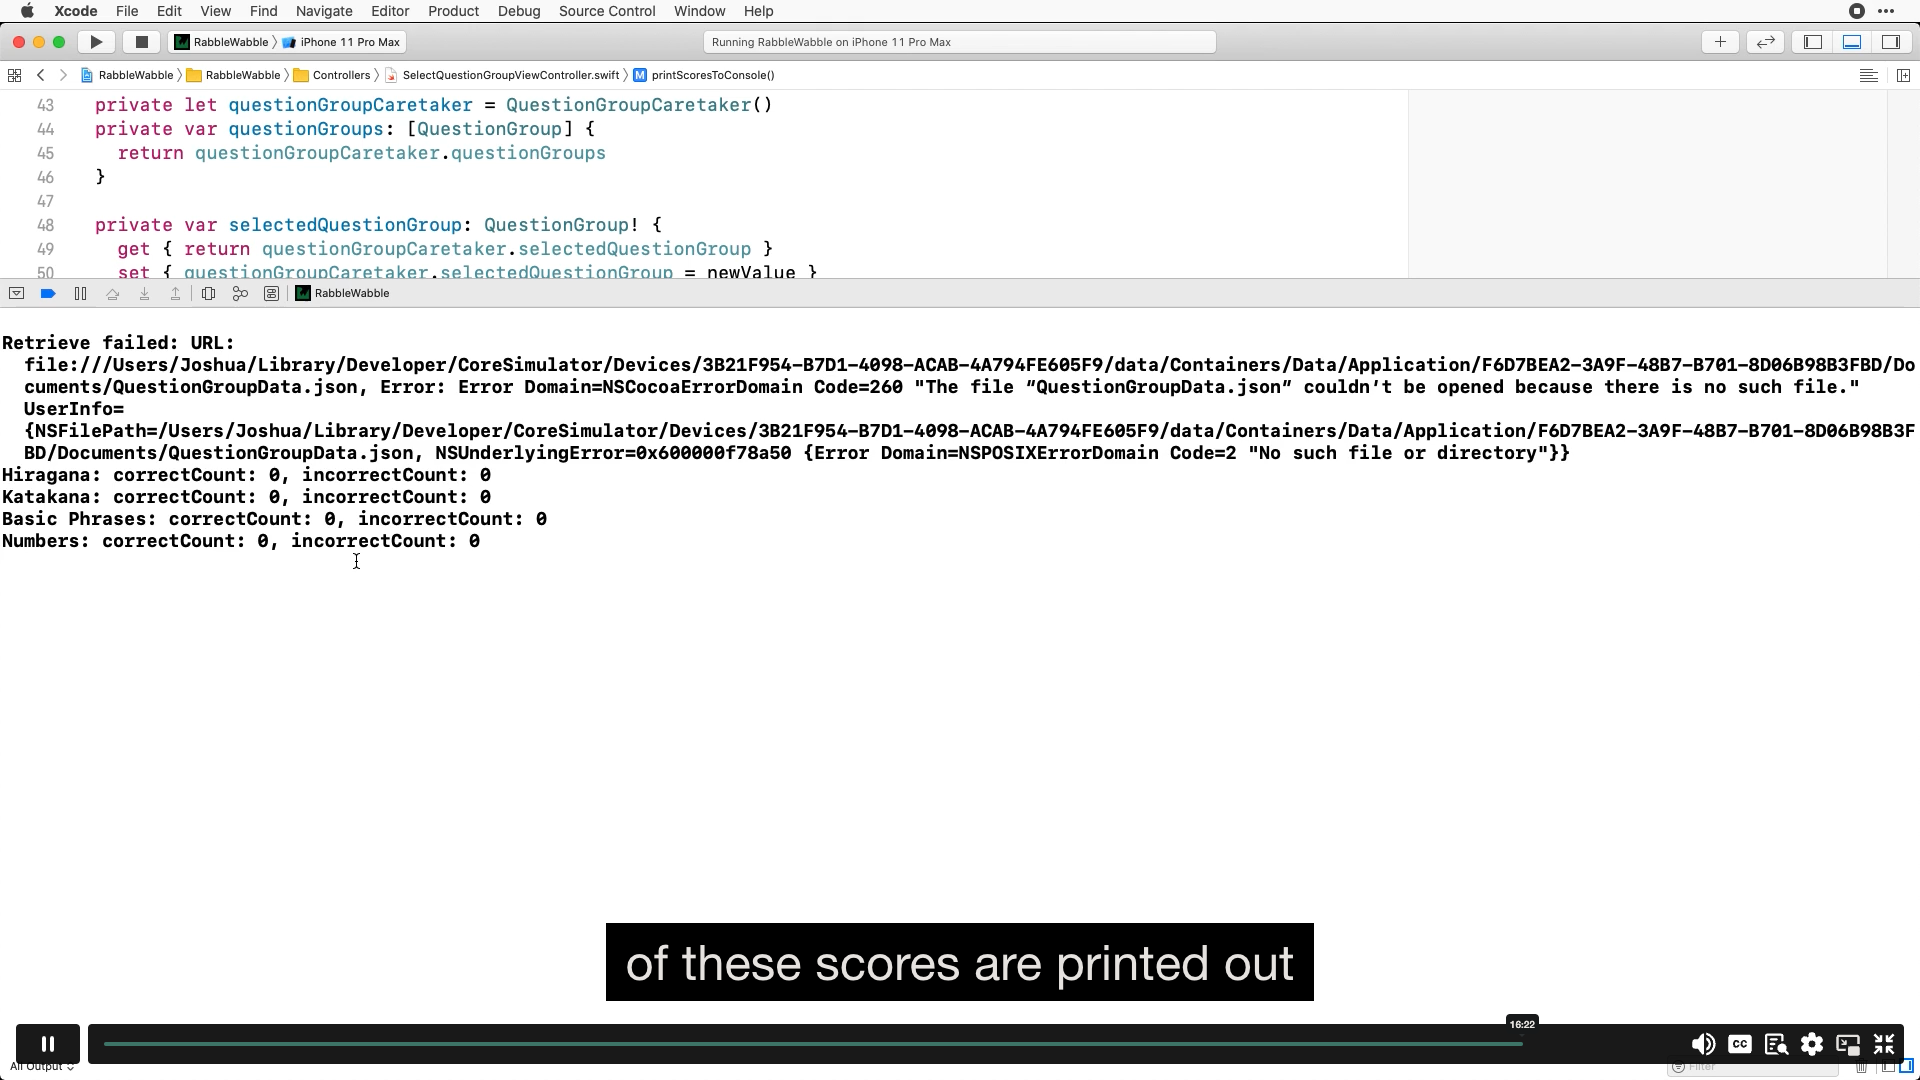 Xcode File Edit View Find Navigate Editor Product Debug Source Control Window Help
RabbleWabble iPhone 11 Pro Max Running RabbleWabble on iPhone 11 Pro Max
RabbleWabble RabbleWabble Controllers SelectQuestionGroupViewController.swift M printScoresToConsole()
43 private let questionGroupCaretaker = QuestionGroupCaretaker()
44 private var questionGroups: [QuestionGroup] {
45 return questionGroupCaretaker.questionGroups
46 }
47
48 private var selectedQuestionGroup: QuestionGroup! {
49 get { return questionGroupCaretaker.selectedQuestionGroup }
50 set { questionGroupCaretaker.selectedQuestionGroup = newValue }
RabbleWabble
Retrieve failed: URL:
file:///Users/Joshua/Library/Developer/CoreSimulator/Devices/3B21F954-B7D1-4098-ACAB-4A794FE605F9/data/Containers/Data/Application/F6D7BEA2-3A9F-48B7-B701-8D06B98B3FBD/Do
cuments/QuestionGroupData.json, Error: Error Domain=NSCocoaErrorDomain Code=260 "The file “QuestionGroupData.json” couldn’t be opened because there is no such file."
UserInfo=
{NSFilePath=/Users/Joshua/Library/Developer/CoreSimulator/Devices/3B21F954-B7D1-4098-ACAB-4A794FE605F9/data/Containers/Data/Application/F6D7BEA2-3A9F-48B7-B701-8D06B98B3F
BD/Documents/QuestionGroupData.json, NSUnderlyingError=0x600000f78a50 {Error Domain=NSPOSIXErrorDomain Code=2 "No such file or directory"}}
Hiragana: correctCount: 0, incorrectCount: 0
Katakana: correctCount: 0, incorrectCount: 0
Basic Phrases: correctCount: 0, incorrectCount: 0
Numbers: correctCount: 0, incorrectCount: 0
of these scores are printed out
16:22
CC
All Output Filter